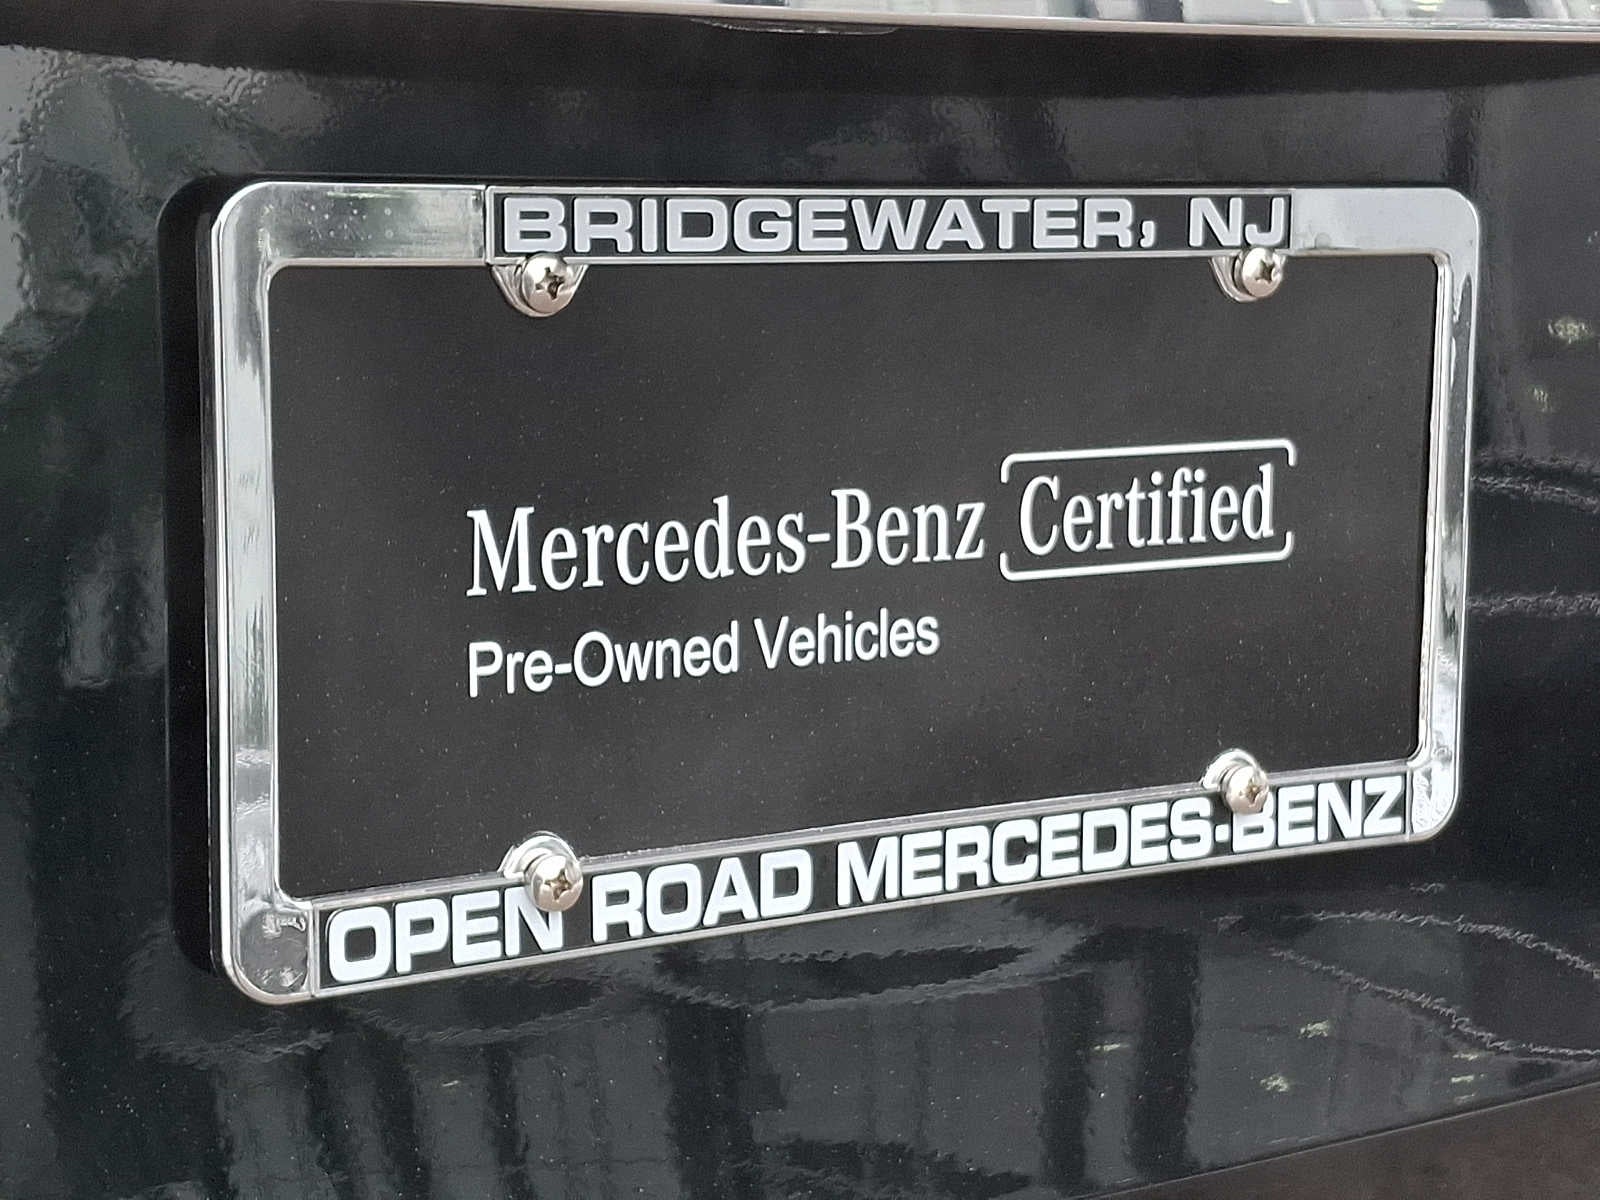 BRIDGEWATER, NJ
Mercedes-Benz Certified
Pre-Owned Vehicles
OPEN ROAD MERCEDES-BENZ